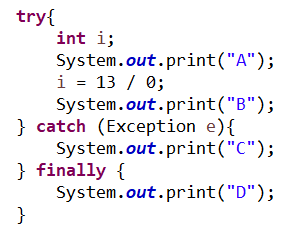 try{
    int i;
    System.out.print("A");
    i = 13 / 0;
    System.out.print("B");
} catch (Exception e){
    System.out.print("C");
} finally {
    System.out.print("D");
}